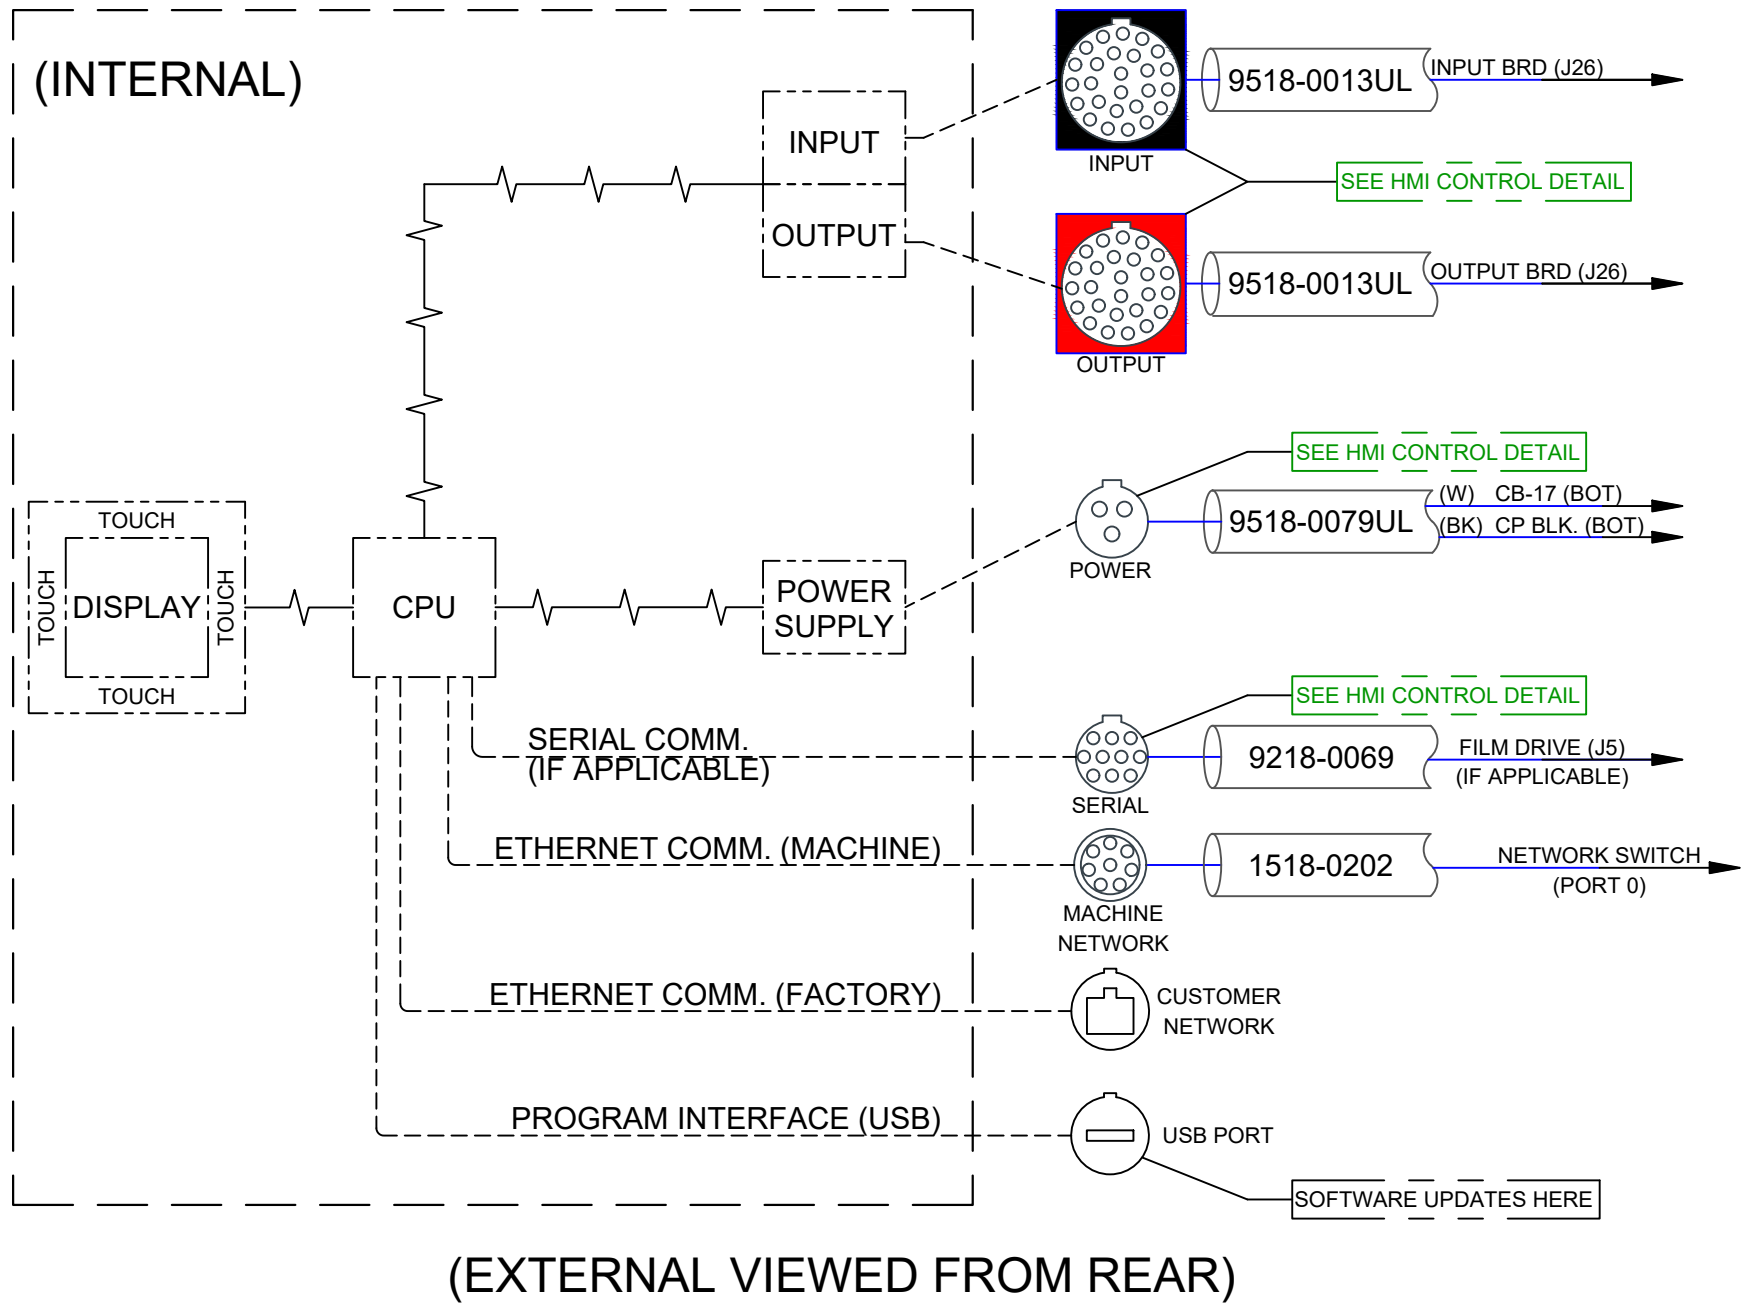 (INTERNAL)
INPUT
OUTPUT
INPUT
9518-0013UL
INPUT BRD (J26)
SEE HMI CONTROL DETAIL
OUTPUT
9518-0013UL
OUTPUT BRD (J26)
SEE HMI CONTROL DETAIL
TOUCH
TOUCH
DISPLAY
TOUCH
TOUCH
CPU
POWER
SUPPLY
POWER
9518-0079UL
(W) CB-17 (BOT)
(BK) CP BLK. (BOT)
SEE HMI CONTROL DETAIL
SERIAL COMM.
(IF APPLICABLE)
SERIAL
9218-0069
FILM DRIVE (J5)
(IF APPLICABLE)
ETHERNET COMM. (MACHINE)
MACHINE
NETWORK
1518-0202
NETWORK SWITCH
(PORT 0)
ETHERNET COMM. (FACTORY)
CUSTOMER
NETWORK
PROGRAM INTERFACE (USB)
USB PORT
SOFTWARE UPDATES HERE
(EXTERNAL VIEWED FROM REAR)